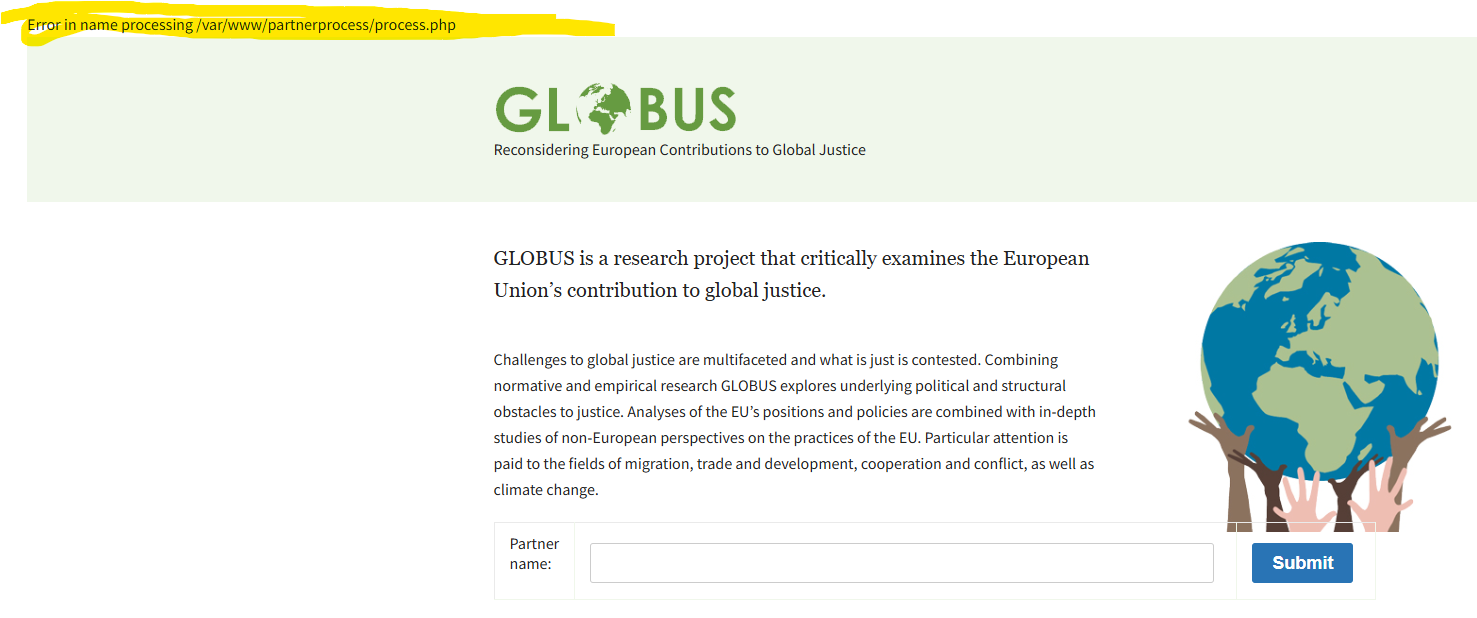 Error in name processing /var/www/partnerprocess/process.php
GLOBUS
Reconsidering European Contributions to Global Justice
GLOBUS is a research project that critically examines the European
Union’s contribution to global justice.
Challenges to global justice are multifaceted and what is just is contested. Combining
normative and empirical research GLOBUS explores underlying political and structural
obstacles to justice. Analyses of the EU’s positions and policies are combined with in-depth
studies of non-European perspectives on the practices of the EU. Particular attention is
paid to the fields of migration, trade and development, cooperation and conflict, as well as
climate change.
Partner
name:
Submit